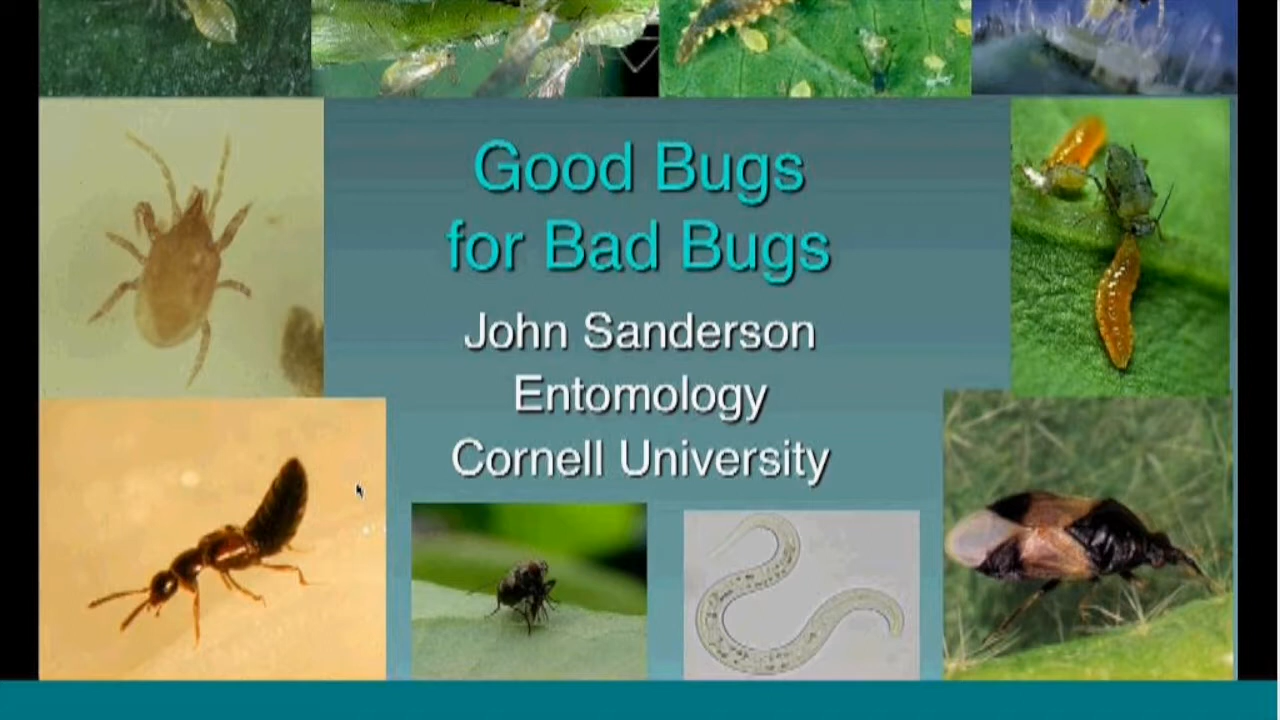 Good Bugs
for Bad Bugs
John Sanderson
Entomology
Cornell University